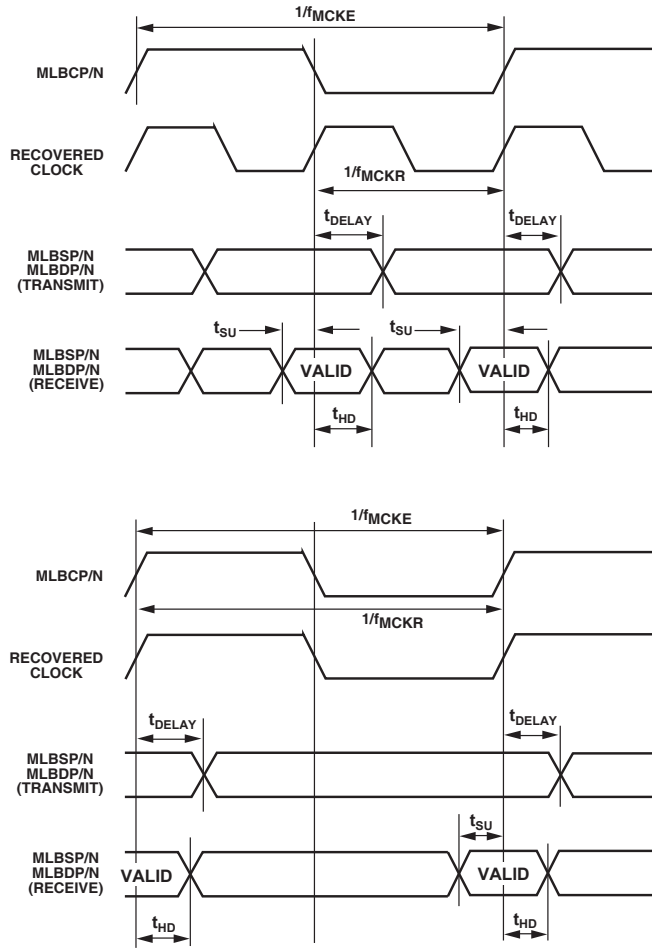 1/fMCKE
MLBCP/N
RECOVERED
CLOCK
1/fMCKR
tDELAY tDELAY
MLBSP/N
MLBDP/N
(TRANSMIT)
tSU tSU
MLBSP/N
MLBDP/N
(RECEIVE)
VALID VALID
tHD tHD
1/fMCKE
MLBCP/N
1/fMCKR
RECOVERED
CLOCK
tDELAY tDELAY
MLBSP/N
MLBDP/N
(TRANSMIT)
tSU
MLBSP/N
MLBDP/N
(RECEIVE)
VALID VALID
tHD tHD